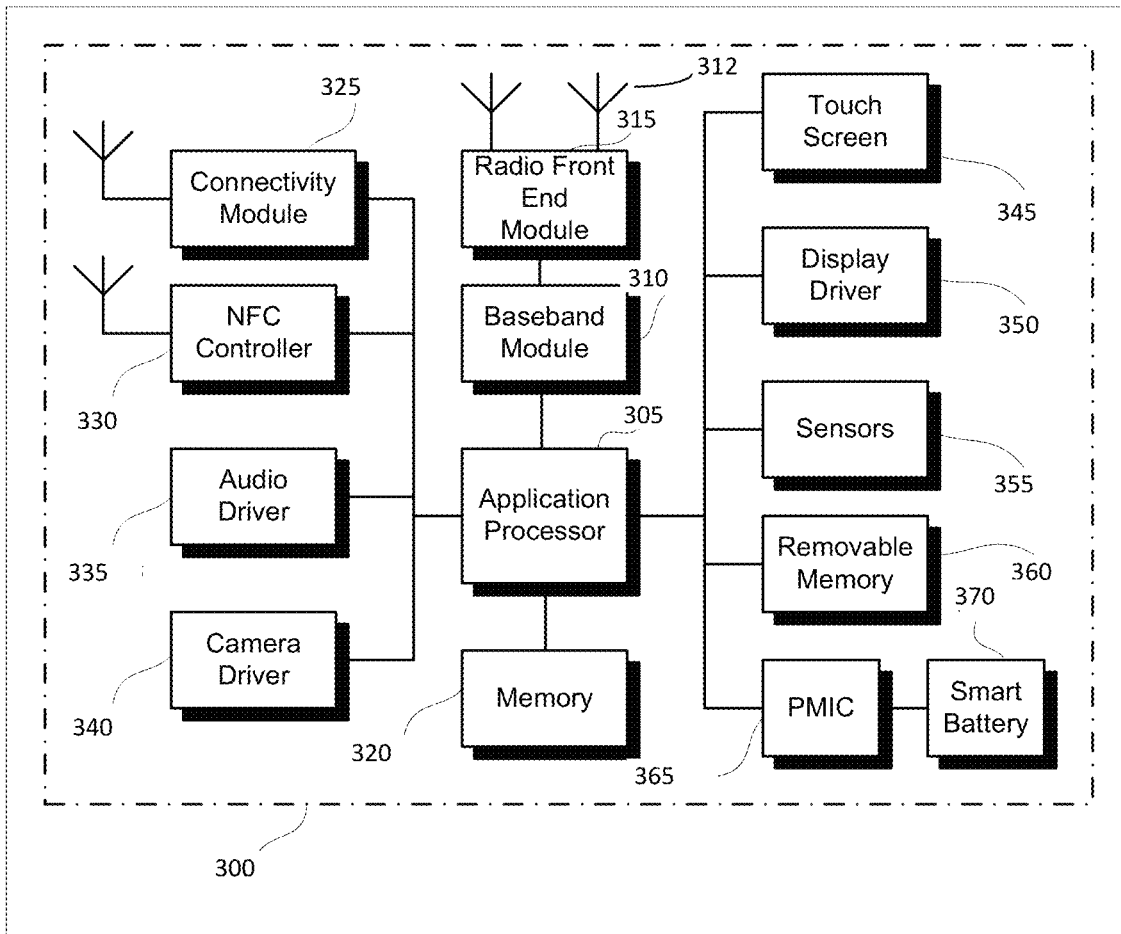 312
325
315
Touch
Screen
Connectivity
Module
Radio Front
End
Module
345
310
Display
Driver
NFC
Controller
Baseband
Module
350
330
305
Sensors
Audio
Driver
Application
Processor
355
335
Removable
Memory
360
370
Camera
Driver
Memory
PMIC
Smart
Battery
340
320
365
300